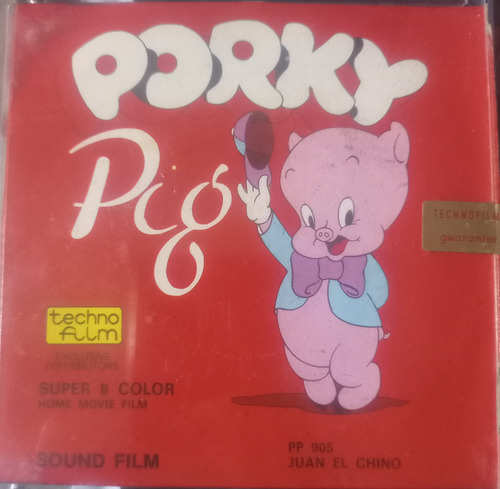 PORKY
Pig
TECHNOFILM
guarantee
techno
film
EXCLUSIVE
DISTRIBUTORS
SUPER 8 COLOR
HOME MOVIE FILM
SOUND FILM
PP 905
JUAN EL CHINO